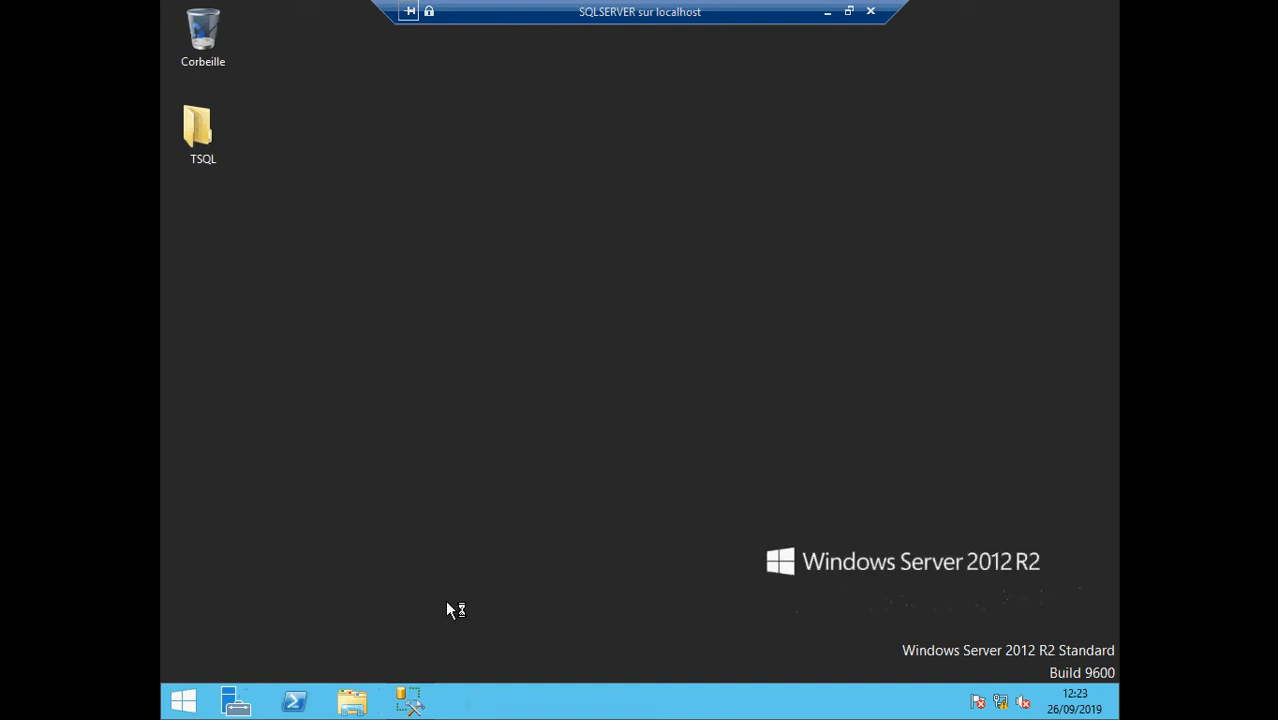 SQLSERVER sur localhost
Corbeille
TSQL
Windows Server 2012 R2
Windows Server 2012 R2 Standard
Build 9600
12:23
26/09/2019